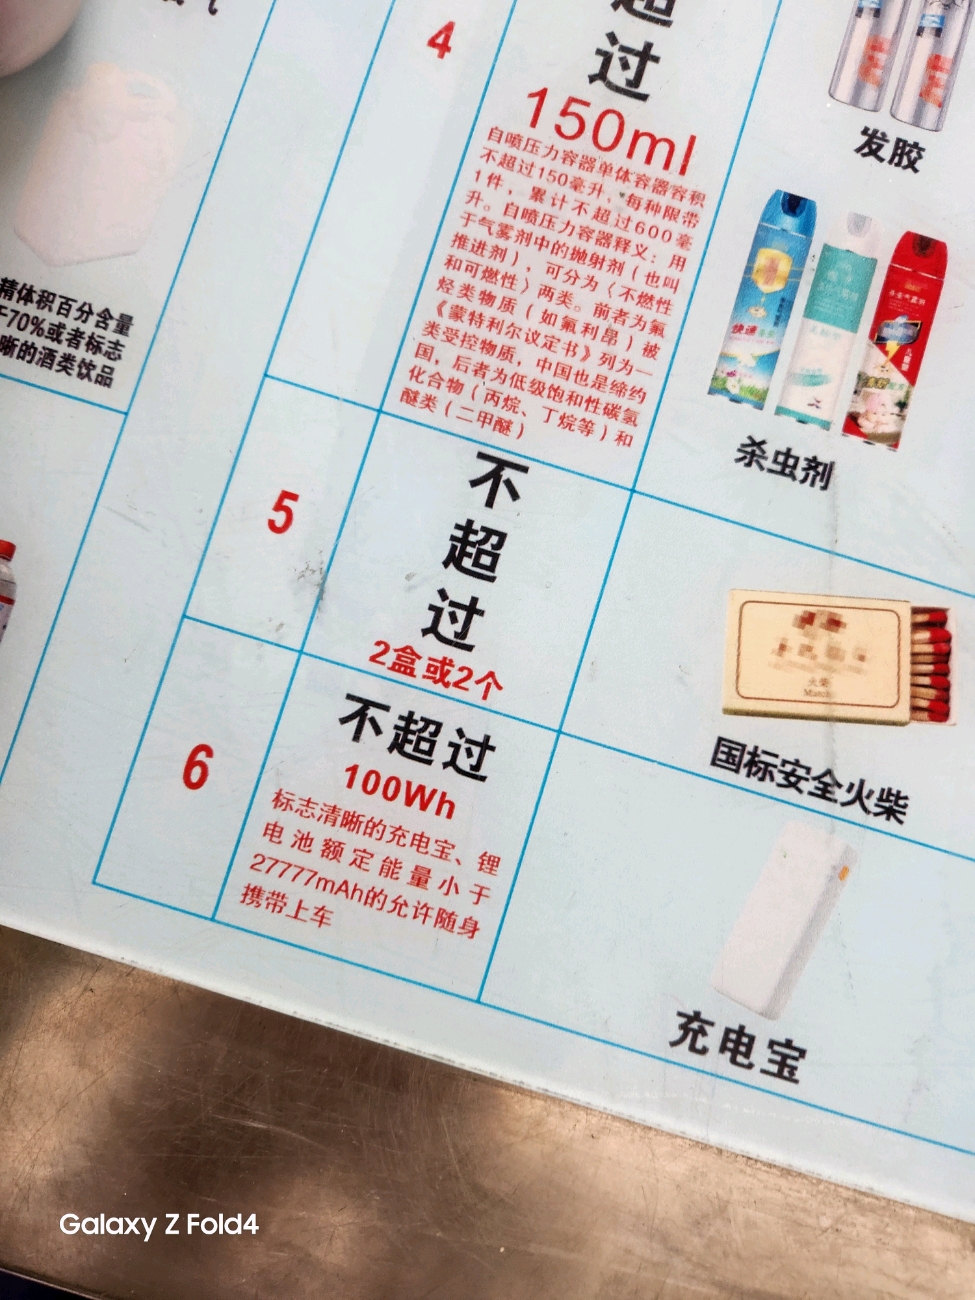 4
超
过
150ml
自喷压力容器单体容器容积
不超过150毫升，每种限带
1件，累计不超过600毫
升。自喷压力容器释义：用
于气雾剂中的抛射剂（也叫
推进剂），可分为〈不燃性
和可燃性〉两类。前者为氟
烃类物质（如氟利昂）被
《蒙特利尔议定书》列为一
类受控物质，中国也是缔约
国，后者为低级饱和性碳氢
化合物（丙烷、丁烷等）和
醚类（二甲醚）
发胶
快速
杀虫剂
精体积百分含量
70%或者标志
晰的酒类饮品
5
不
超
过
2盒或2个
火柴
Match
国标安全火柴
6
不超过
100Wh
标志清晰的充电宝、锂
电池额定能量小于
27777mAh的允许随身
携带上车
充电宝
Galaxy Z Fold4